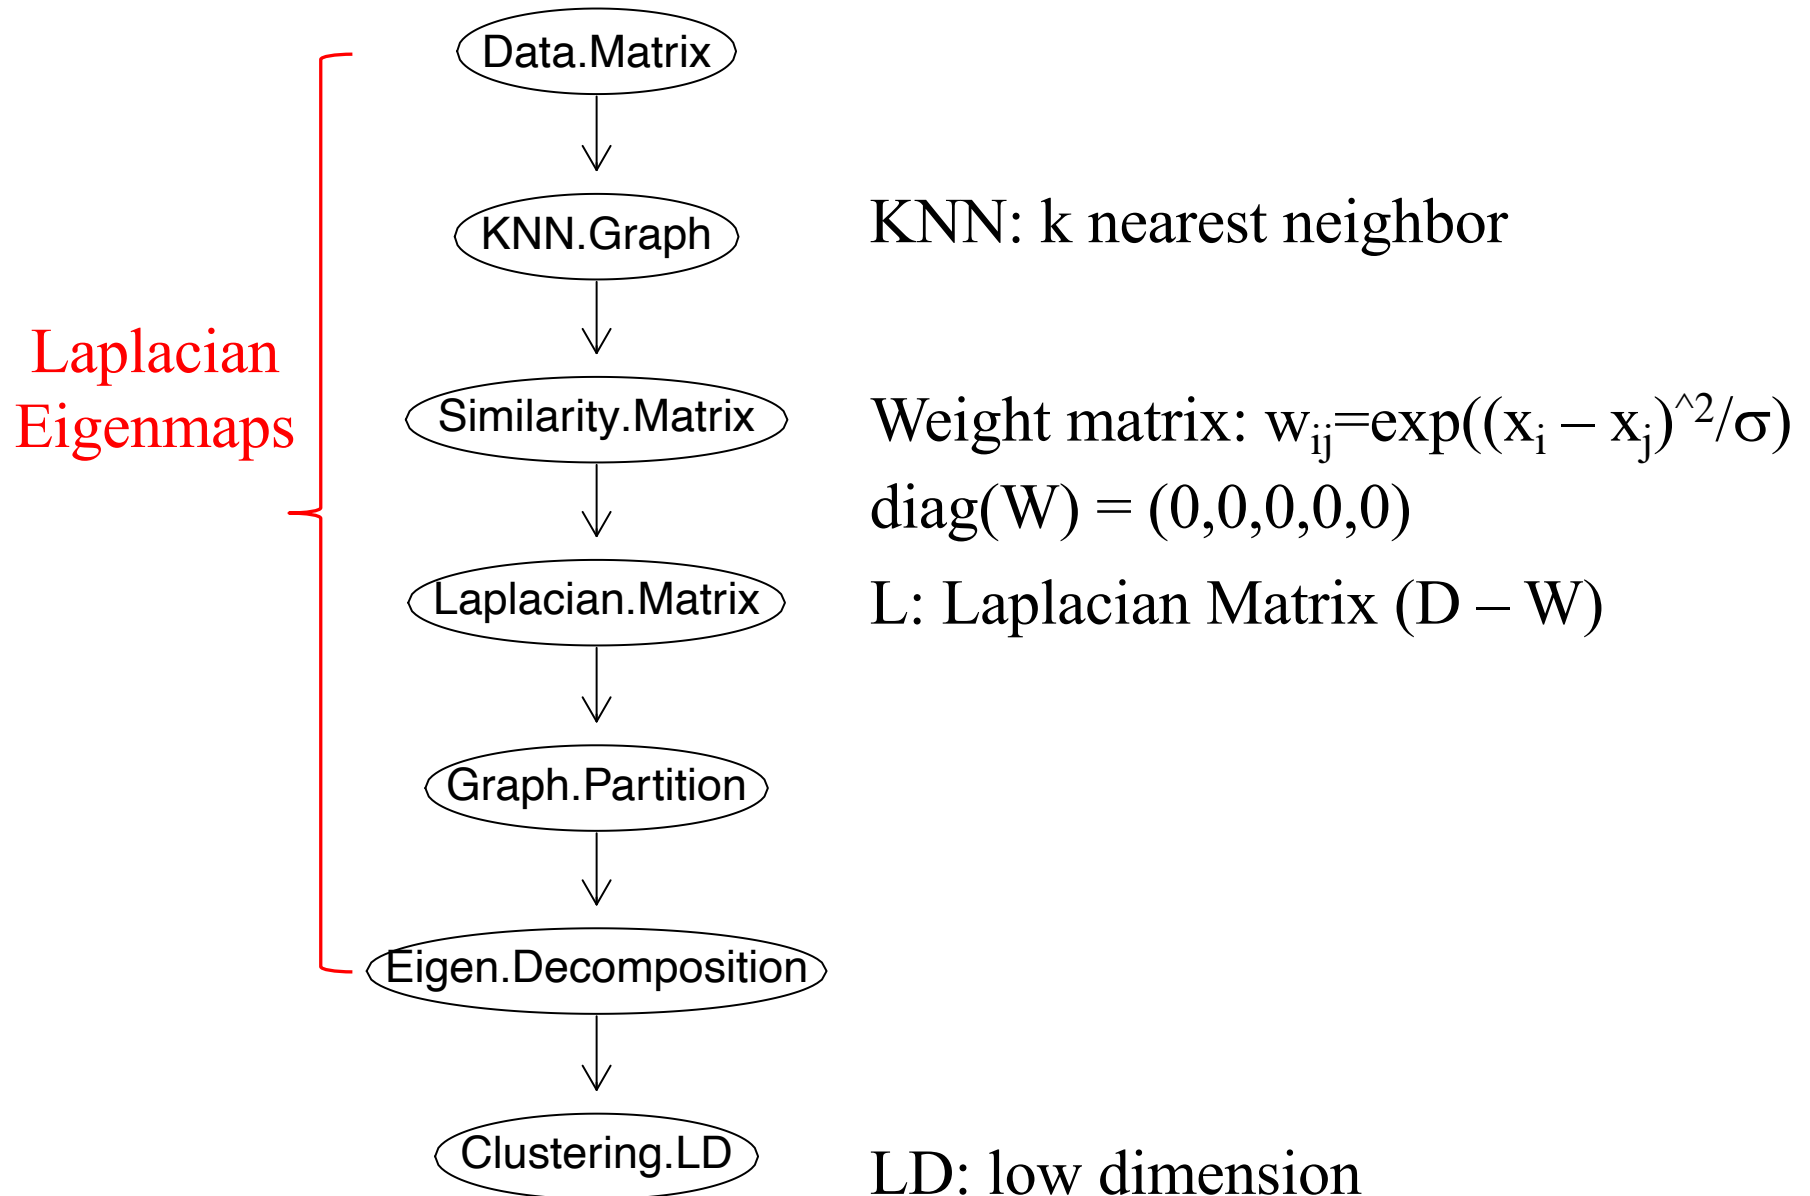 Data.Matrix
KNN.Graph
KNN: k nearest neighbor
Laplacian
Eigenmaps
Similarity.Matrix
Weight matrix: wᵢⱼ=exp((xᵢ – xⱼ)^²/σ)
diag(W) = (0,0,0,0,0)
Laplacian.Matrix
L: Laplacian Matrix (D – W)
Graph.Partition
Eigen.Decomposition
Clustering.LD
LD: low dimension